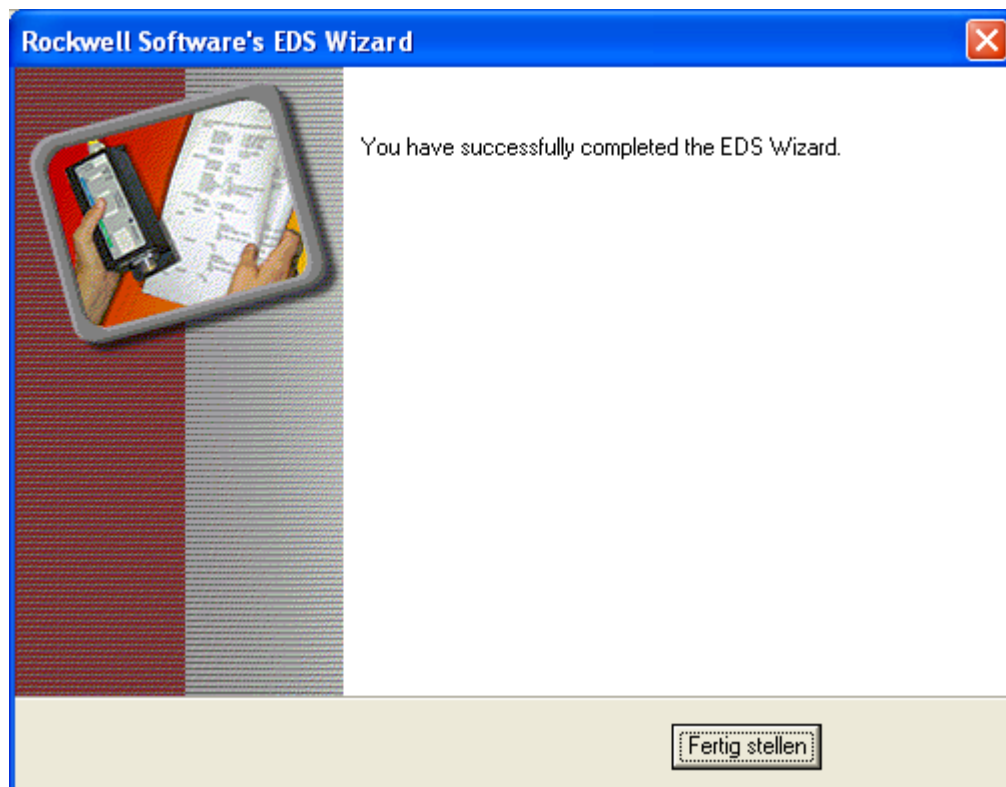 Rockwell Software's EDS Wizard
You have successfully completed the EDS Wizard.
Fertig stellen